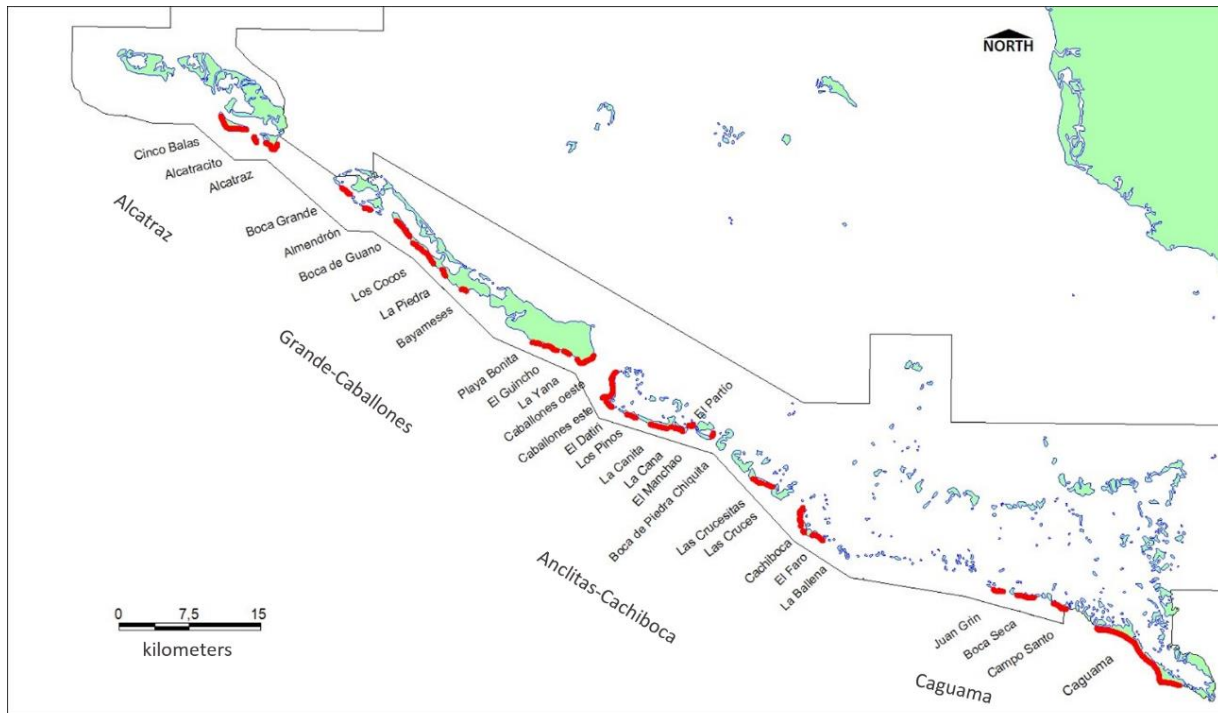 NORTH
Cinco Balas
Alcatracito
Alcatraz
Alcatraz
Boca Grande
Almendrón
Boca de Guano
Los Cocos
La Piedra
Bayameses
Grande-Caballones
Playa Bonita
El Guincho
La Yana
Caballones oeste
Caballones este
El Datiri
Los Pinos
La Canita
La Cana
El Manchao
Boca de Piedra Chiquita
El Partío
Las Crucesitas
Las Cruces
Cachiboca
El Faro
La Ballena
Anclitas-Cachiboca
Juan Grin
Boca Seca
Campo Santo
Caguama
Caguama
0 7,5 15
kilometers